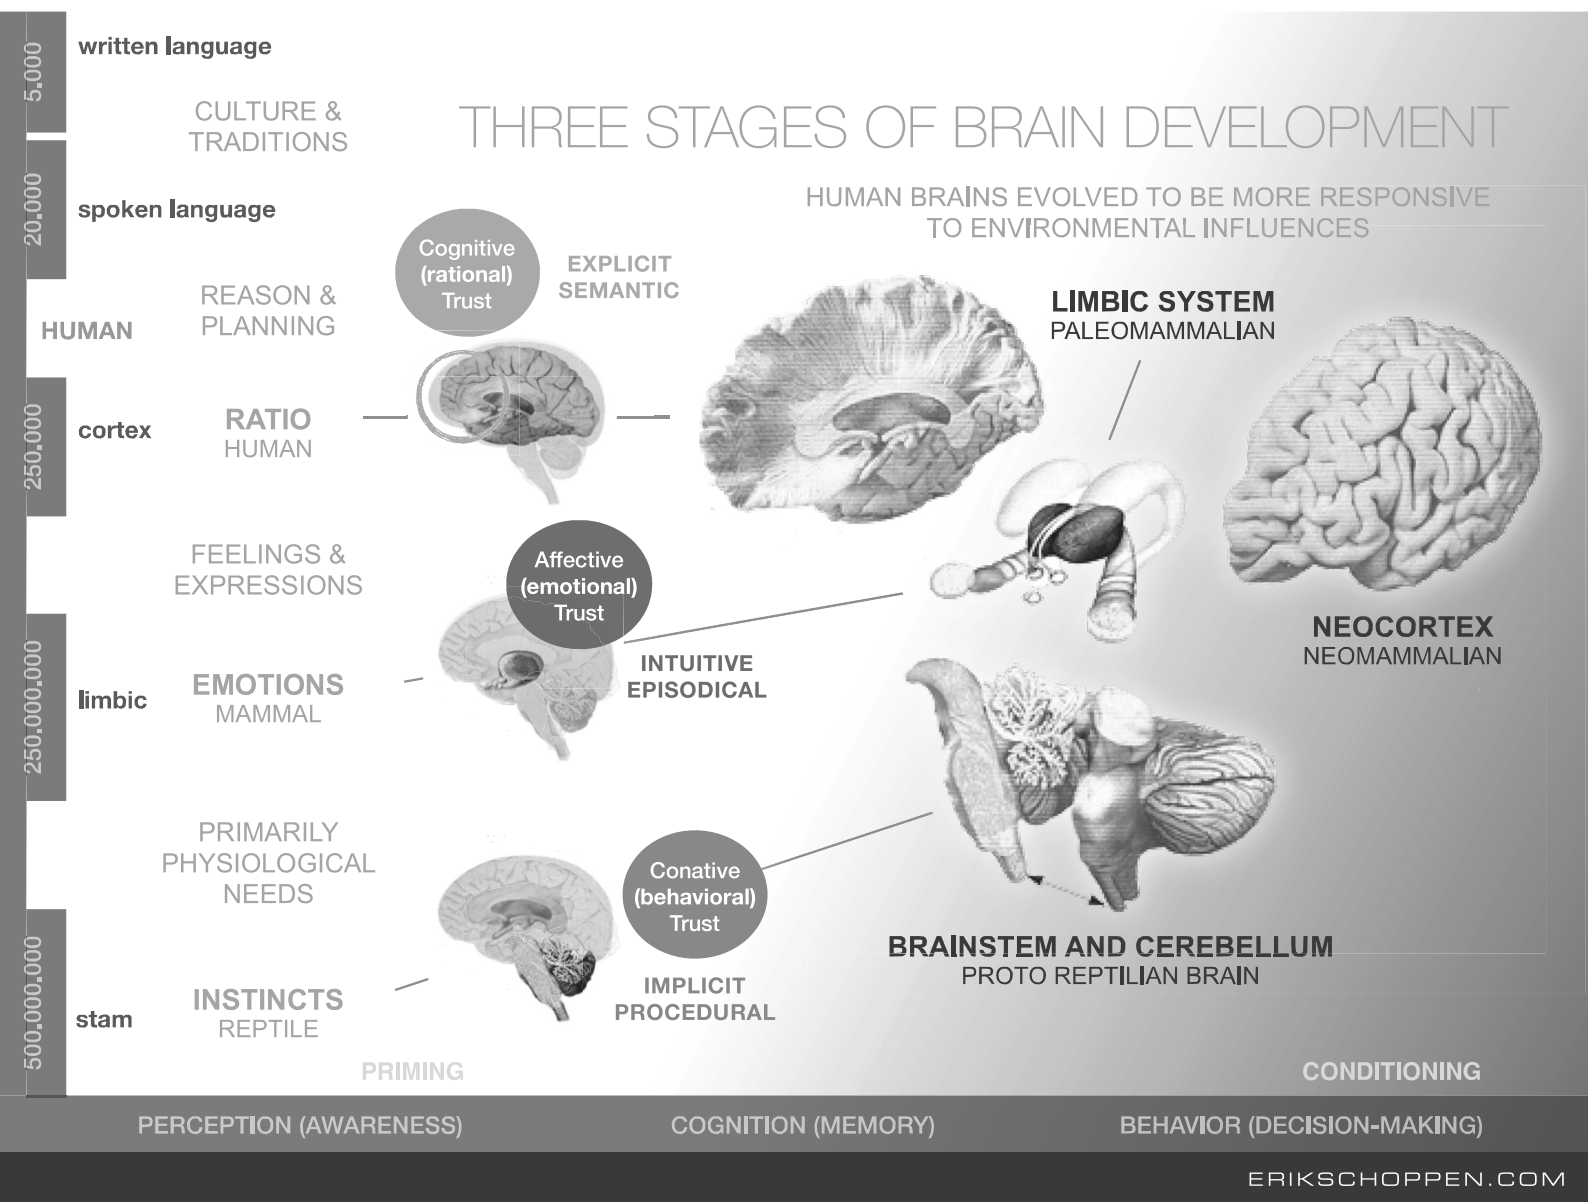 5.000
written language
CULTURE &
TRADITIONS
THREE STAGES OF BRAIN DEVELOPMENT
HUMAN BRAINS EVOLVED TO BE MORE RESPONSIVE
TO ENVIRONMENTAL INFLUENCES
20.000
spoken language
Cognitive
(rational)
Trust
EXPLICIT
SEMANTIC
REASON &
PLANNING
HUMAN
LIMBIC SYSTEM
PALEOMAMMALIAN
250.000
cortex
RATIO
HUMAN
FEELINGS &
EXPRESSIONS
Affective
(emotional)
Trust
NEOCORTEX
NEOMAMMALIAN
INTUITIVE
EPISODICAL
250.000.000
limbic
EMOTIONS
MAMMAL
PRIMARILY
PHYSIOLOGICAL
NEEDS
Conative
(behavioral)
Trust
BRAINSTEM AND CEREBELLUM
PROTO REPTILIAN BRAIN
IMPLICIT
PROCEDURAL
500.000.000
stam
INSTINCTS
REPTILE
PRIMING
CONDITIONING
PERCEPTION (AWARENESS)
COGNITION (MEMORY)
BEHAVIOR (DECISION-MAKING)
ERIKSCHOPPEN.COM